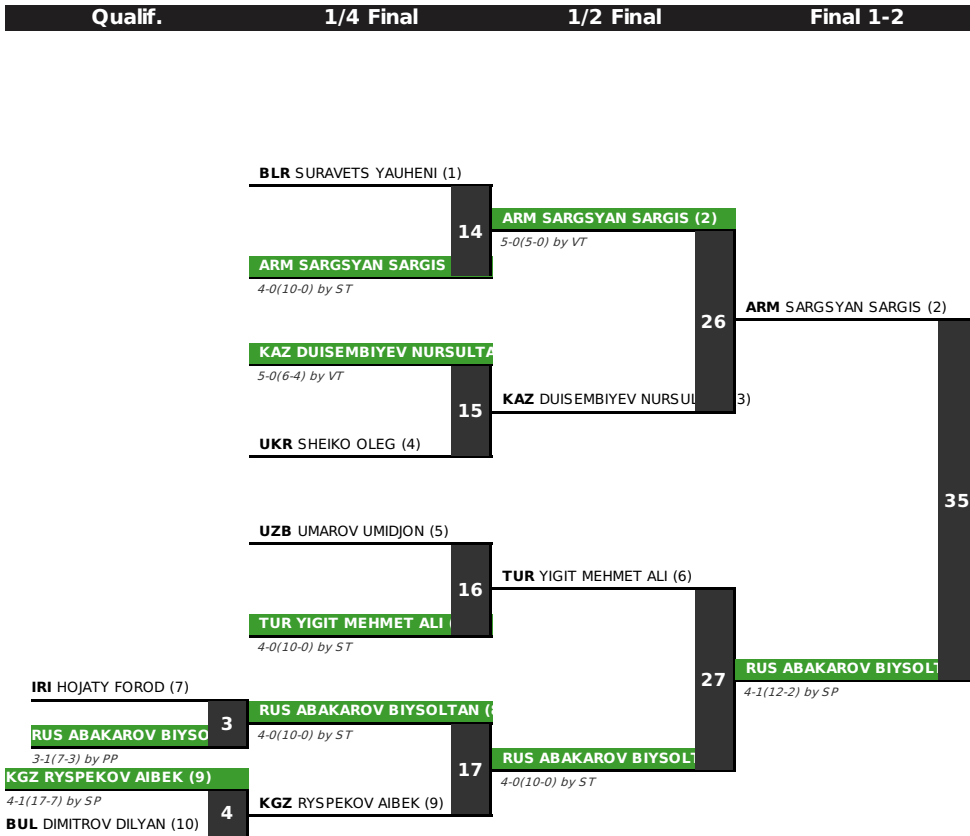 Qualif.
1/4 Final
1/2 Final
Final 1-2
BLR SURAVETS YAUHENI (1)
14
ARM SARGSYAN SARGIS
4-0(10-0) by ST
KAZ DUISEMBIYEV NURSULTA
5-0(6-4) by VT
15
UKR SHEIKO OLEG (4)
UZB UMAROV UMIDJON (5)
16
TUR YIGIT MEHMET ALI (
4-0(10-0) by ST
IRI HOJATY FOROD (7)
3
RUS ABAKAROV BIYSO
3-1(7-3) by PP
KGZ RYSPEKOV AIBEK (9)
4-1(17-7) by SP
4
BUL DIMITROV DILYAN (10)
RUS ABAKAROV BIYSOLTAN (8
4-0(10-0) by ST
17
KGZ RYSPEKOV AIBEK (9)
ARM SARGSYAN SARGIS (2)
5-0(5-0) by VT
26
KAZ DUISEMBIYEV NURSUL 3)
TUR YIGIT MEHMET ALI (6)
27
RUS ABAKAROV BIYSOLT
4-0(10-0) by ST
ARM SARGSYAN SARGIS (2)
35
RUS ABAKAROV BIYSOLT
4-1(12-2) by SP